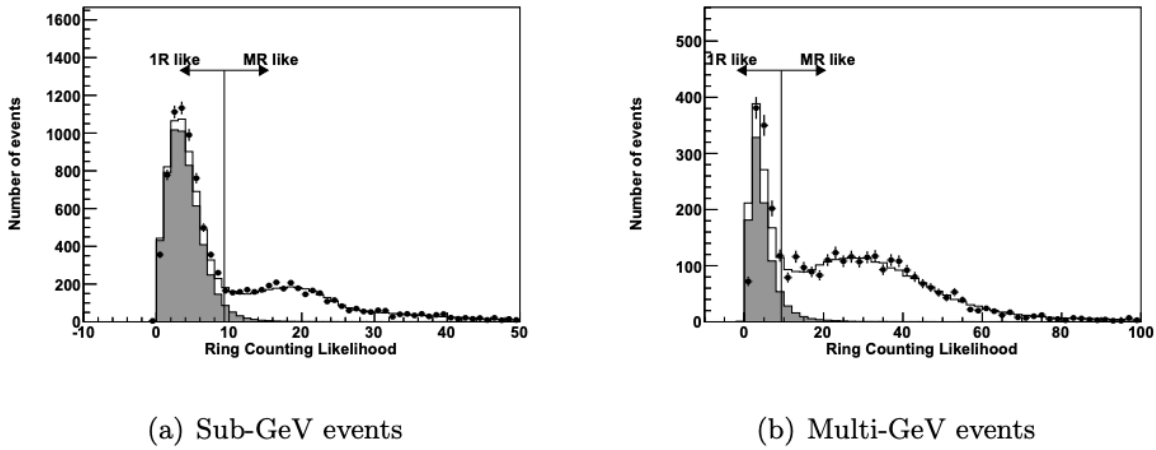 1600
1400
1200
1000
800
600
400
200
0
Number of events
1R like
MR like
-10
0
10
20
30
40
50
Ring Counting Likelihood
(a) Sub-GeV events
500
400
300
200
100
0
Number of events
1R like
MR like
0
20
40
60
80
100
Ring Counting Likelihood
(b) Multi-GeV events